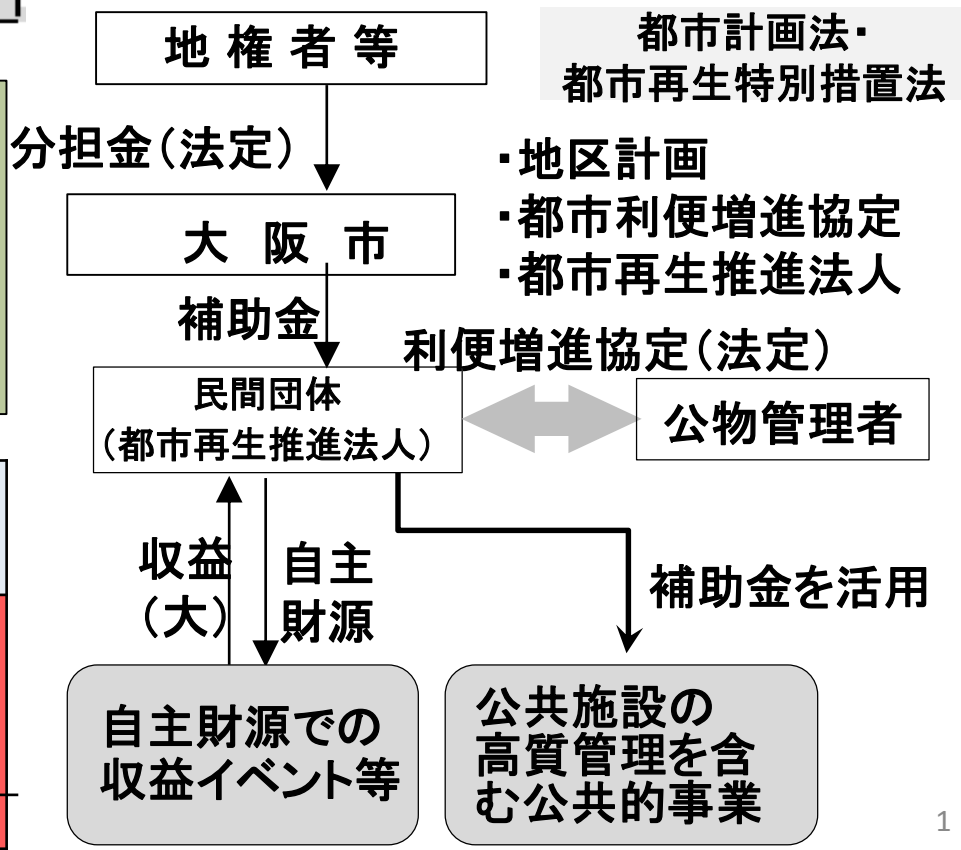 地権者等
都市計画法・
都市再生特別措置法
分担金(法定)
・地区計画
・都市利便増進協定
・都市再生推進法人
大阪市
補助金
利便増進協定(法定)
民間団体
(都市再生推進法人)
公物管理者
収益
(大)
自主
財源
補助金を活用
自主財源での
収益イベント等
公共施設の
高質管理を含
む公共的事業
1